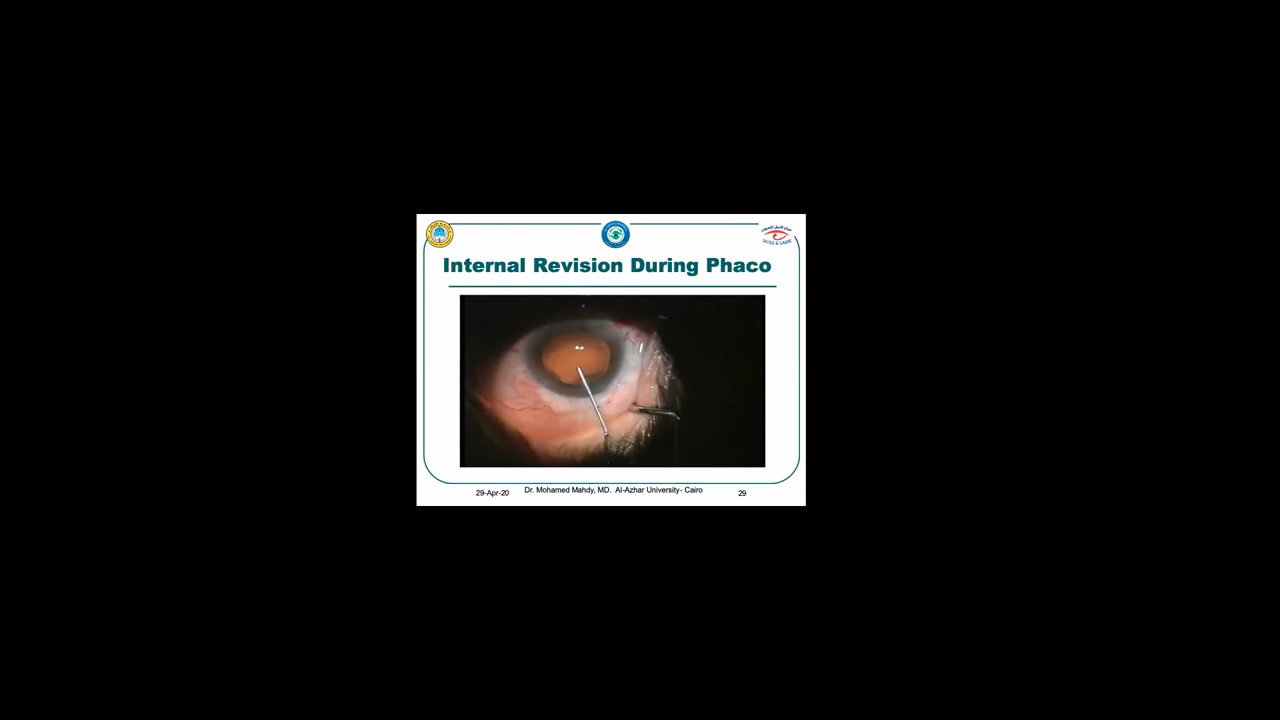 Internal Revision During Phaco
29-Apr-20
Dr. Mohamed Mahdy, MD. Al-Azhar University- Cairo
29